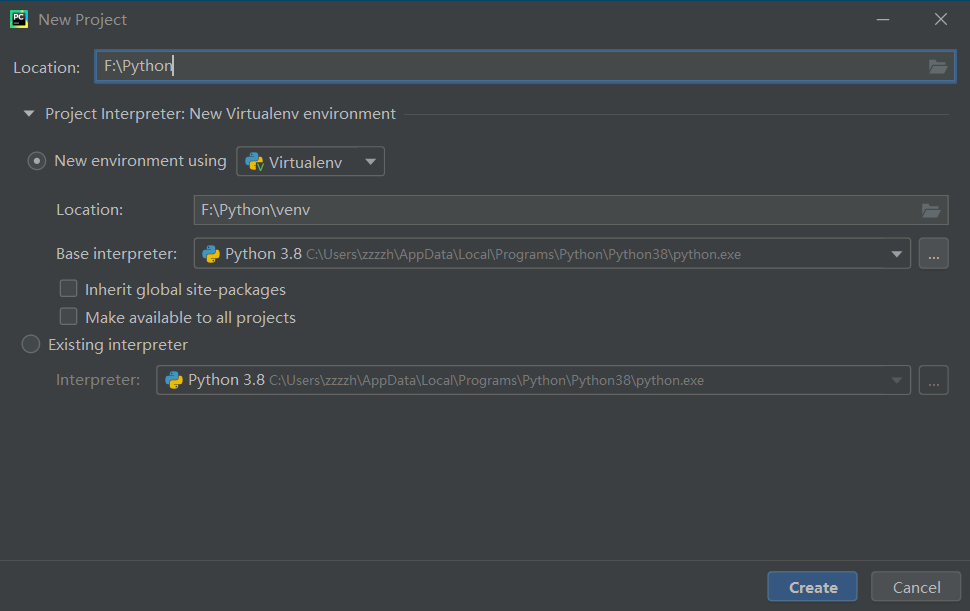 New Project
Location: F:\Python
Project Interpreter: New Virtualenv environment
New environment using Virtualenv
Location: F:\Python\venv
Base interpreter: Python 3.8 C:\Users\zzzzh\AppData\Local\Programs\Python\Python38\python.exe ...
Inherit global site-packages
Make available to all projects
Existing interpreter
Interpreter: Python 3.8 C:\Users\zzzzh\AppData\Local\Programs\Python\Python38\python.exe ...
Create Cancel